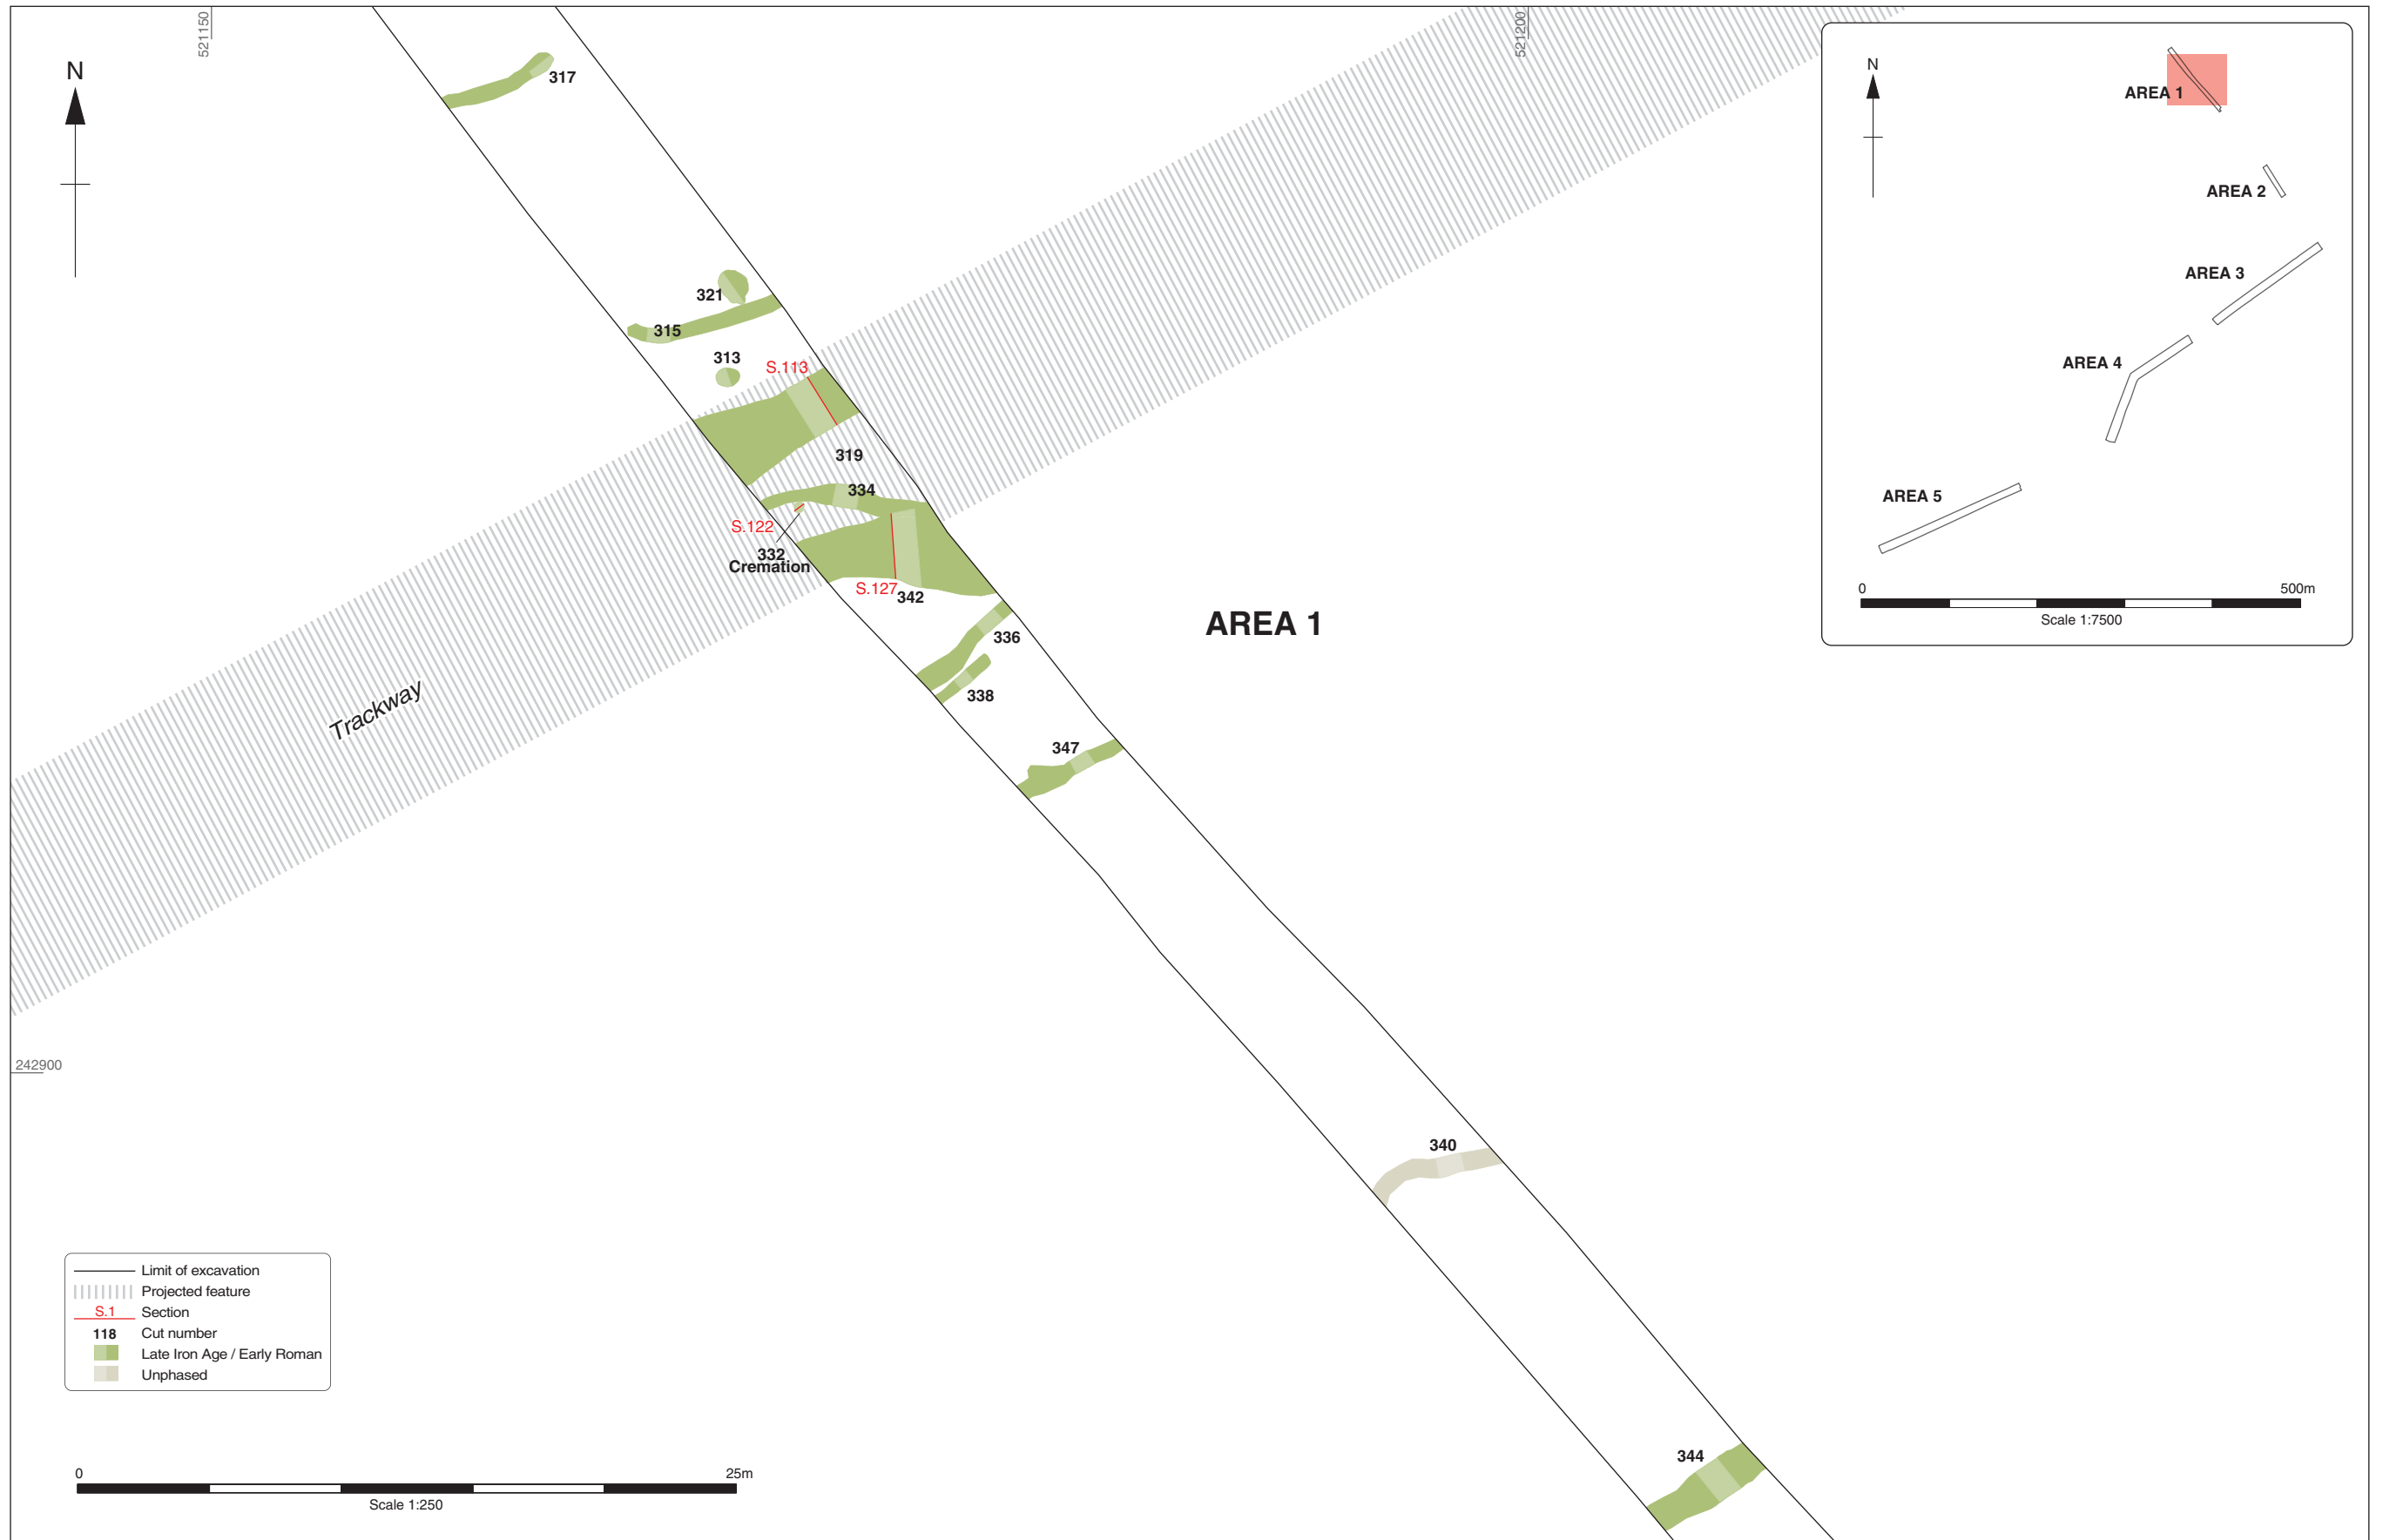 521150
521200
N
317
321
315
313
S.113
319
334
S.122
332
Cremation
S.127
342
336
338
347
AREA 1
Trackway
242900
340
344
N
AREA 1
AREA 2
AREA 3
AREA 4
AREA 5
0 500m
Scale 1:7500
Limit of excavation
Projected feature
S.1 Section
118 Cut number
Late Iron Age / Early Roman
Unphased
0 25m
Scale 1:250